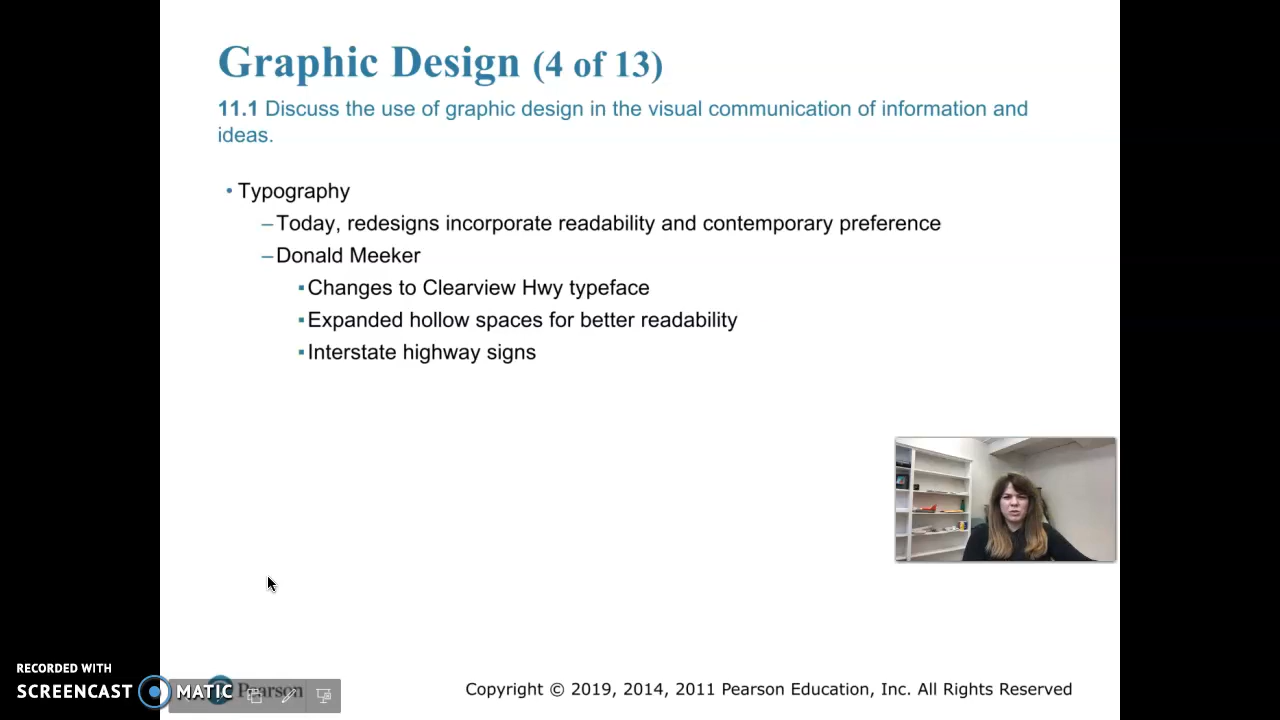 Graphic Design (4 of 13)
11.1 Discuss the use of graphic design in the visual communication of information and
ideas.
• Typography
–Today, redesigns incorporate readability and contemporary preference
–Donald Meeker
▪Changes to Clearview Hwy typeface
▪Expanded hollow spaces for better readability
▪Interstate highway signs
RECORDED WITH
SCREENCAST MATIC
Pearson
Copyright © 2019, 2014, 2011 Pearson Education, Inc. All Rights Reserved